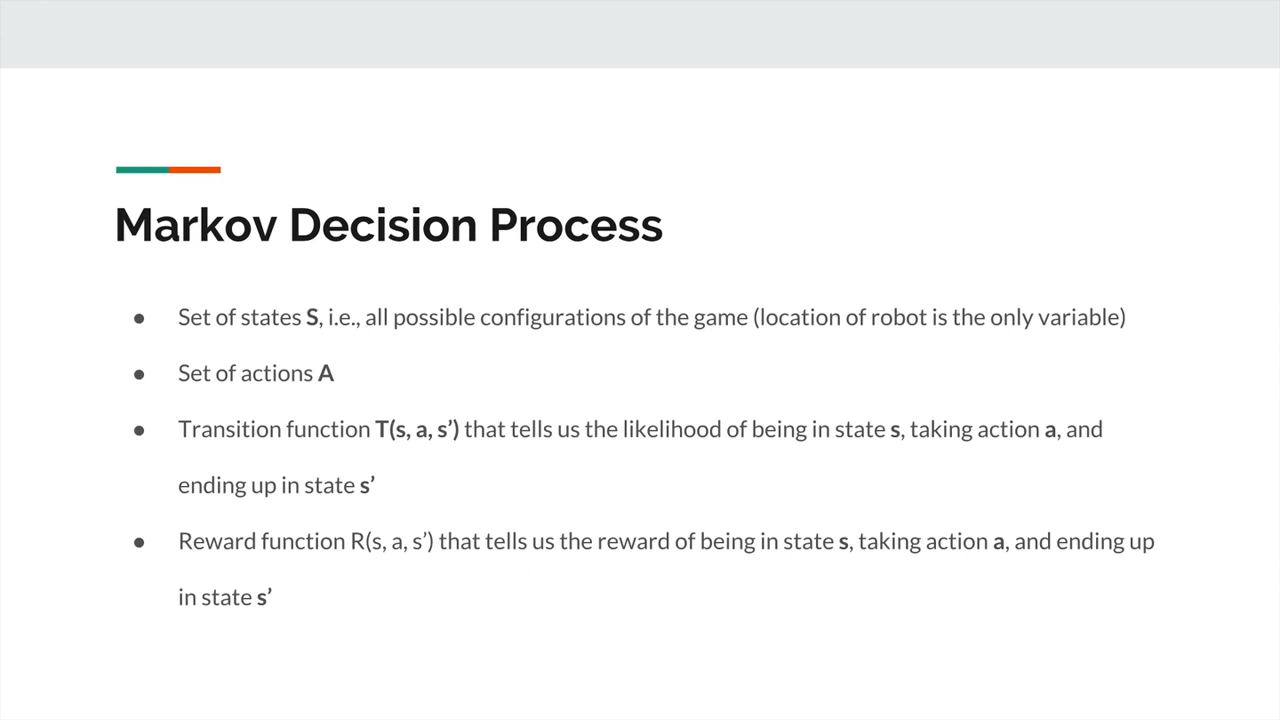 Markov Decision Process
● Set of states S, i.e., all possible configurations of the game (location of robot is the only variable)
● Set of actions A
● Transition function T(s, a, s’) that tells us the likelihood of being in state s, taking action a, and
ending up in state s’
● Reward function R(s, a, s’) that tells us the reward of being in state s, taking action a, and ending up
in state s’